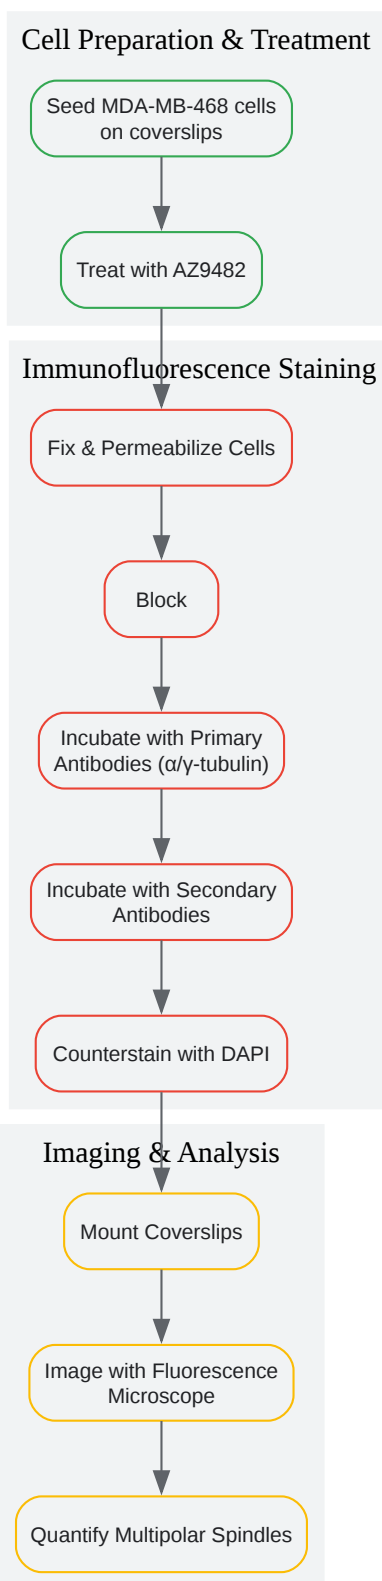 Cell Preparation & Treatment
Seed MDA-MB-468 cells
on coverslips
Treat with AZ9482
Immunofluorescence Staining
Fix & Permeabilize Cells
Block
Incubate with Primary
Antibodies (α/γ-tubulin)
Incubate with Secondary
Antibodies
Counterstain with DAPI
Imaging & Analysis
Mount Coverslips
Image with Fluorescence
Microscope
Quantify Multipolar Spindles